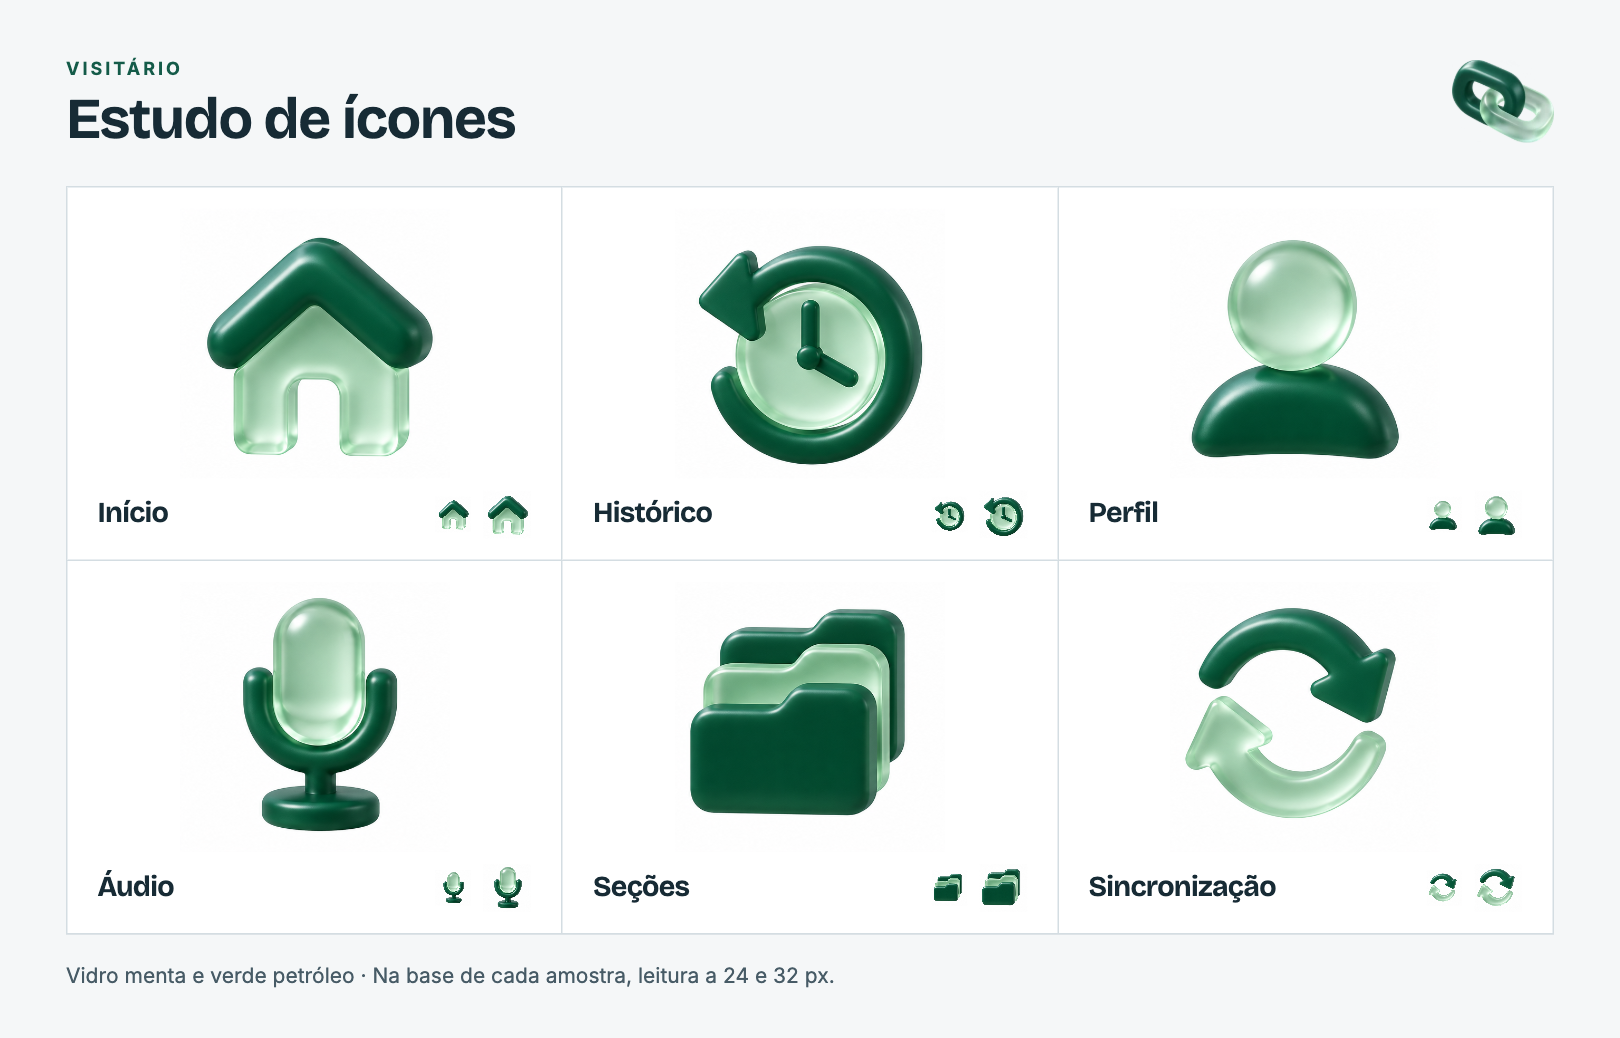 VISITÁRIO
Estudo de ícones
Início
Histórico
Perfil
Áudio
Seções
Sincronização
Vidro menta e verde petróleo · Na base de cada amostra, leitura a 24 e 32 px.